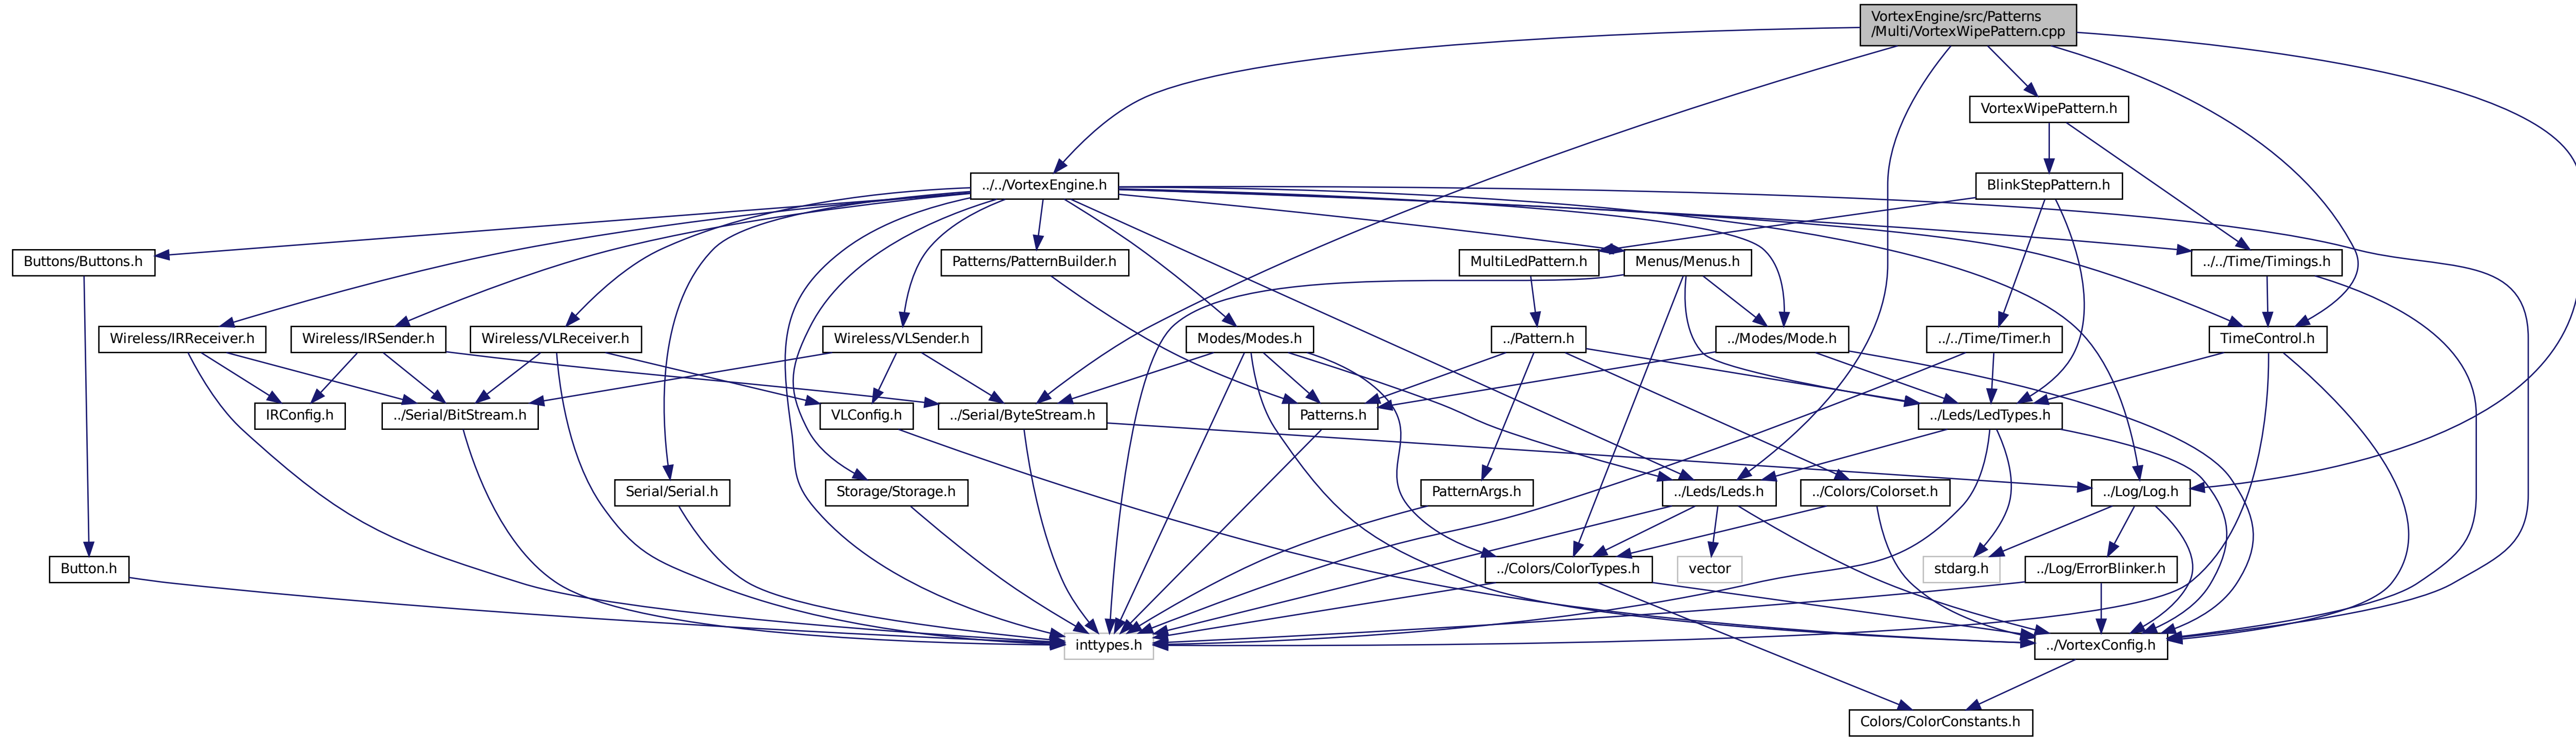 VortexEngine/src/Patterns
/Multi/VortexWipePattern.cpp
VortexWipePattern.h
../../VortexEngine.h
BlinkStepPattern.h
Buttons/Buttons.h
Patterns/PatternBuilder.h
MultiLedPattern.h
Menus/Menus.h
../../Time/Timings.h
Wireless/IRReceiver.h
Wireless/IRSender.h
Wireless/VLReceiver.h
Wireless/VLSender.h
Modes/Modes.h
../Pattern.h
../Modes/Mode.h
../../Time/Timer.h
TimeControl.h
IRConfig.h
../Serial/BitStream.h
VLConfig.h
../Serial/ByteStream.h
Patterns.h
../Leds/LedTypes.h
Serial/Serial.h
Storage/Storage.h
PatternArgs.h
../Leds/Leds.h
../Colors/Colorset.h
../Log/Log.h
Button.h
../Colors/ColorTypes.h
vector
stdarg.h
../Log/ErrorBlinker.h
inttypes.h
../VortexConfig.h
Colors/ColorConstants.h